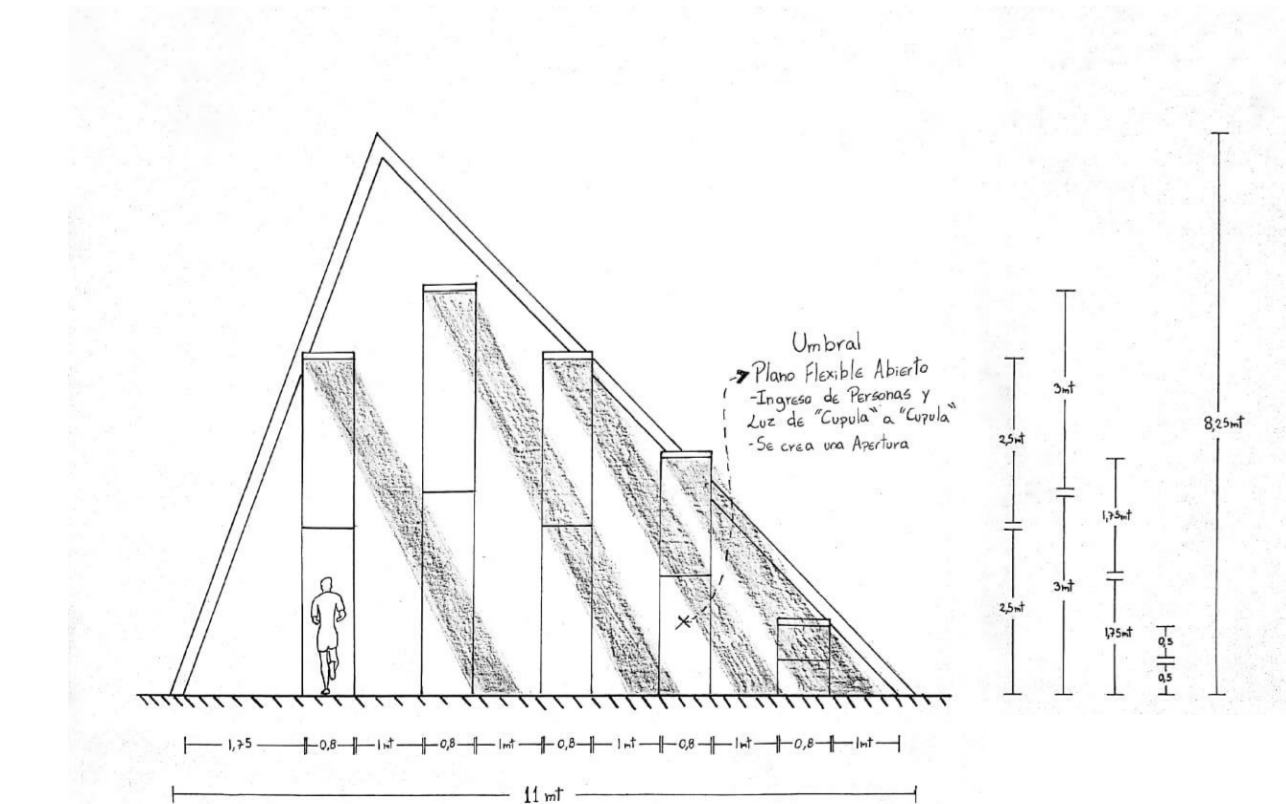 Umbral
Plano Flexible Abierto
-Ingreso de Personas y
Luz de "Cupula" a "Cupula"
-Se crea una Apertura
2,5mt
2,5mt
3mt
3mt
1,75mt
1,75mt
0,5
0,5
8,25mt
1,75 0,8 1mt 0,8 1mt 0,8 1mt 0,8 1mt 0,8 1mt
11 mt